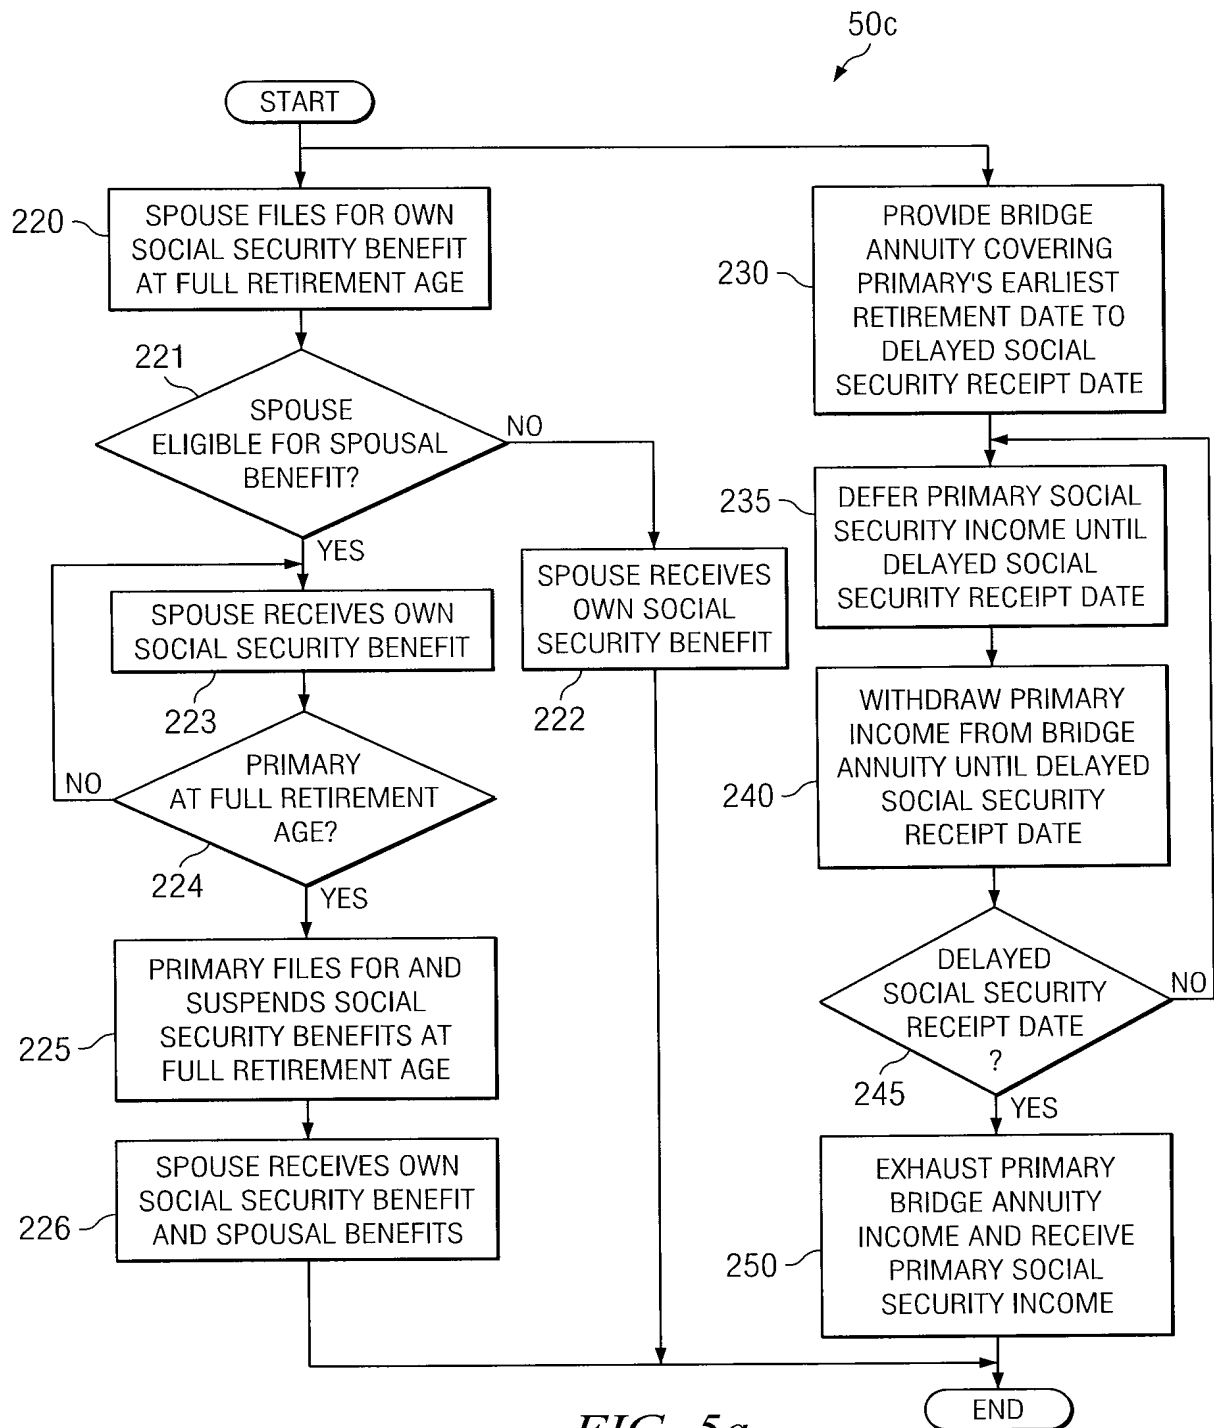 50c
START
220
SPOUSE FILES FOR OWN
SOCIAL SECURITY BENEFIT
AT FULL RETIREMENT AGE
221
SPOUSE
ELIGIBLE FOR SPOUSAL
BENEFIT?
NO
YES
SPOUSE RECEIVES
OWN SOCIAL
SECURITY BENEFIT
222
SPOUSE RECEIVES OWN
SOCIAL SECURITY BENEFIT
223
PRIMARY
AT FULL RETIREMENT
AGE?
NO
224
YES
225
PRIMARY FILES FOR AND
SUSPENDS SOCIAL
SECURITY BENEFITS AT
FULL RETIREMENT AGE
226
SPOUSE RECEIVES OWN
SOCIAL SECURITY BENEFIT
AND SPOUSAL BENEFITS
230
PROVIDE BRIDGE
ANNUITY COVERING
PRIMARY'S EARLIEST
RETIREMENT DATE TO
DELAYED SOCIAL
SECURITY RECEIPT DATE
235
DEFER PRIMARY SOCIAL
SECURITY INCOME UNTIL
DELAYED SOCIAL
SECURITY RECEIPT DATE
240
WITHDRAW PRIMARY
INCOME FROM BRIDGE
ANNUITY UNTIL DELAYED
SOCIAL SECURITY
RECEIPT DATE
DELAYED
SOCIAL SECURITY
RECEIPT DATE
?
NO
245
YES
250
EXHAUST PRIMARY
BRIDGE ANNUITY
INCOME AND RECEIVE
PRIMARY SOCIAL
SECURITY INCOME
END
FIG. 5a